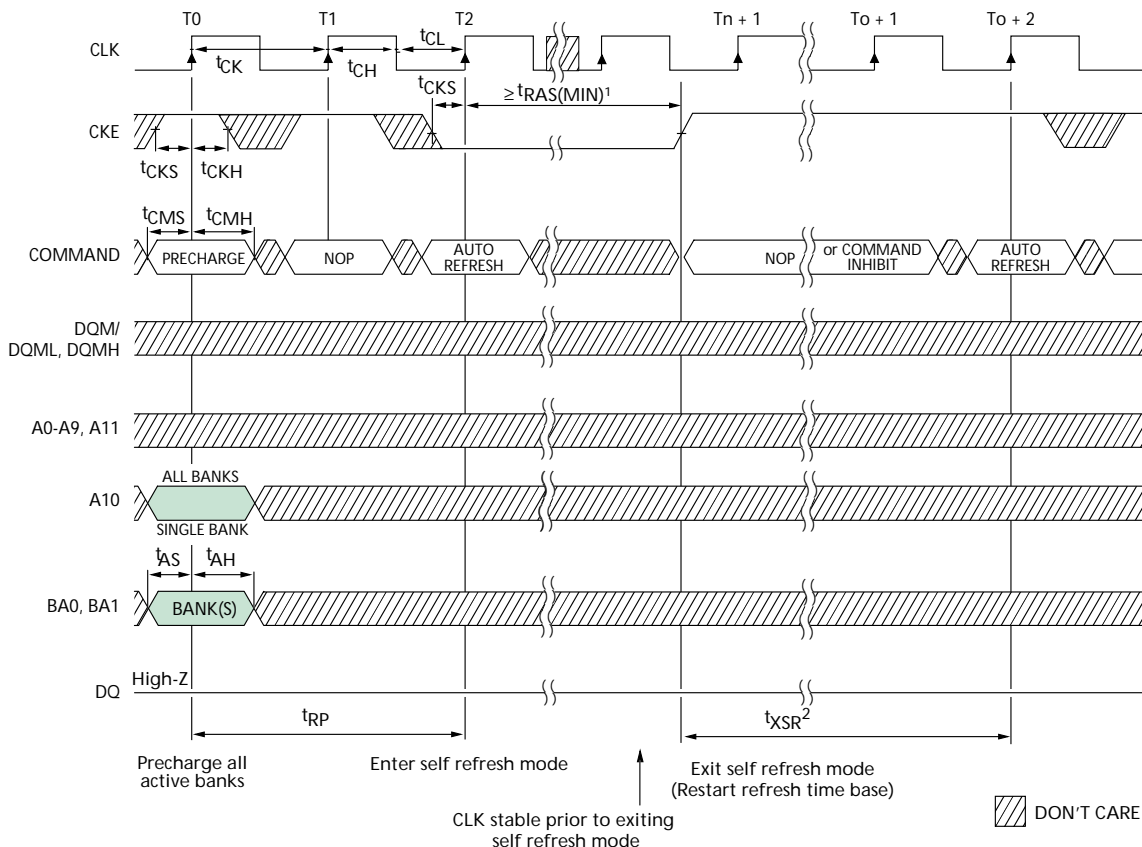 T0 T1 T2 Tn + 1 To + 1 To + 2
CLK
tCK
tCH
tCL
tCKS
≥ tRAS(MIN)1
CKE
tCKS
tCKH
tCMS
tCMH
COMMAND
PRECHARGE
NOP
AUTO
REFRESH
NOP
or COMMAND
INHIBIT
AUTO
REFRESH
DQM/
DQML, DQMH
A0-A9, A11
ALL BANKS
A10
SINGLE BANK
tAS
tAH
BA0, BA1
BANK(S)
High-Z
DQ
tRP
tXSR2
Precharge all
active banks
Enter self refresh mode
Exit self refresh mode
(Restart refresh time base)
CLK stable prior to exiting
self refresh mode
DON'T CARE